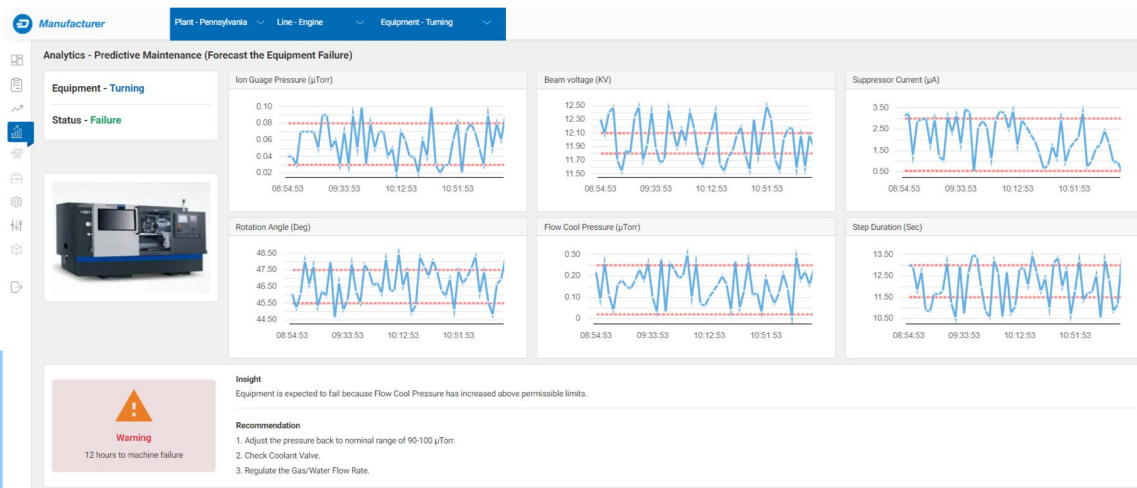 Manufacturer
Plant - Pennsylvania Line - Engine Equipment - Turning
Analytics - Predictive Maintenance (Forecast the Equipment Failure)
Equipment - Turning
Status - Failure
Ion Guage Pressure (µTorr)
0.10
0.08
0.06
0.04
0.02
08:54:53 09:33:53 10:12:53 10:51:53
Beam voltage (KV)
12.50
12.30
12.10
11.90
11.70
11.50
08:54:53 09:33:53 10:12:53 10:51:53
Suppressor Current (µA)
3.50
2.50
1.50
0.50
08:54:53 09:33:53 10:12:53 10:51:53
Rotation Angle (Deg)
48.50
47.50
46.50
45.50
44.50
08:54:53 09:33:53 10:12:53 10:51:53
Flow Cool Pressure (µTorr)
0.30
0.20
0.10
0
08:54:53 09:33:53 10:12:53 10:51:53
Step Duration (Sec)
13.50
12.50
11.50
10.50
08:54:53 09:33:53 10:12:53 10:51:53
Warning
12 hours to machine failure
Insight
Equipment is expected to fail because Flow Cool Pressure has increased above permissible limits.
Recommendation
1. Adjust the pressure back to nominal range of 90-100 µTorr.
2. Check Coolant Valve.
3. Regulate the Gas/Water Flow Rate.